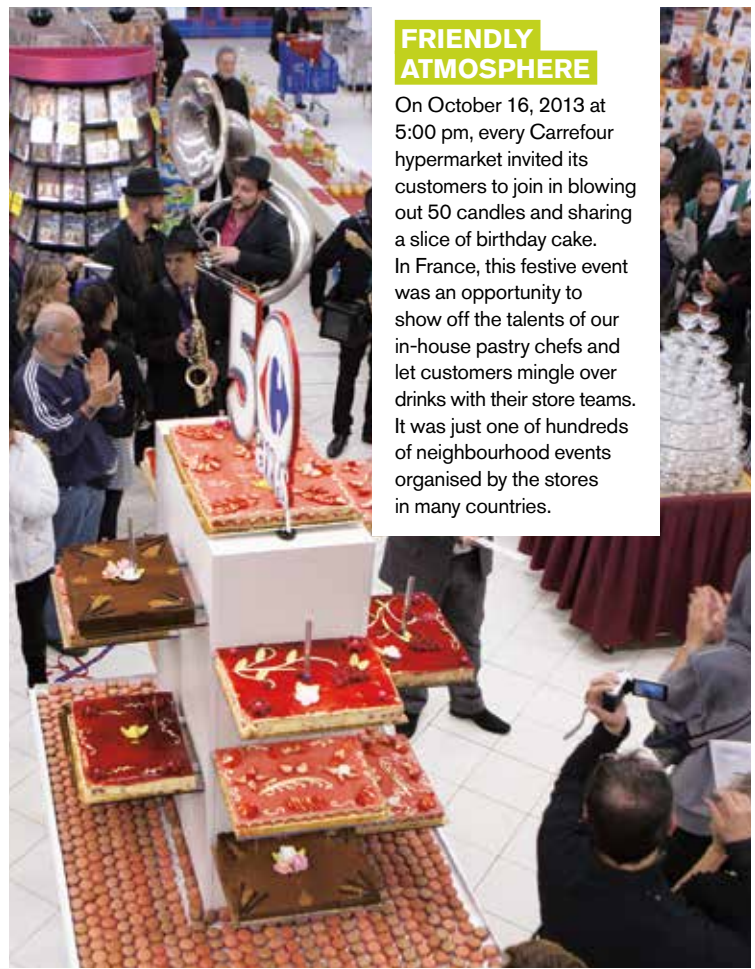 FRIENDLY
ATMOSPHERE
On October 16, 2013 at
5:00 pm, every Carrefour
hypermarket invited its
customers to join in blowing
out 50 candles and sharing
a slice of birthday cake.
In France, this festive event
was an opportunity to
show off the talents of our
in-house pastry chefs and
let customers mingle over
drinks with their store teams.
It was just one of hundreds
of neighbourhood events
organised by the stores
in many countries.
50